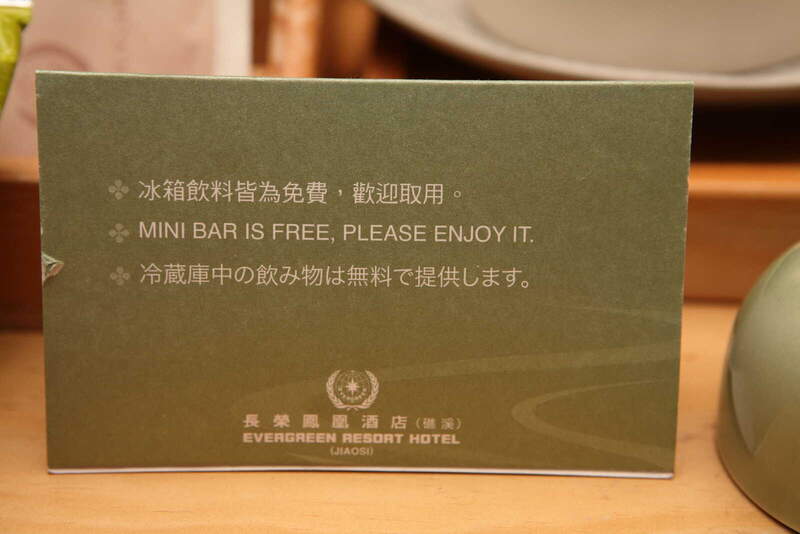 冰箱飲料皆為免費，歡迎取用。
MINI BAR IS FREE, PLEASE ENJOY IT.
冷蔵庫中の飲み物は無料で提供します。
EVERGREEN
長榮鳳凰酒店（礁溪）
EVERGREEN RESORT HOTEL
(JIAOSI)